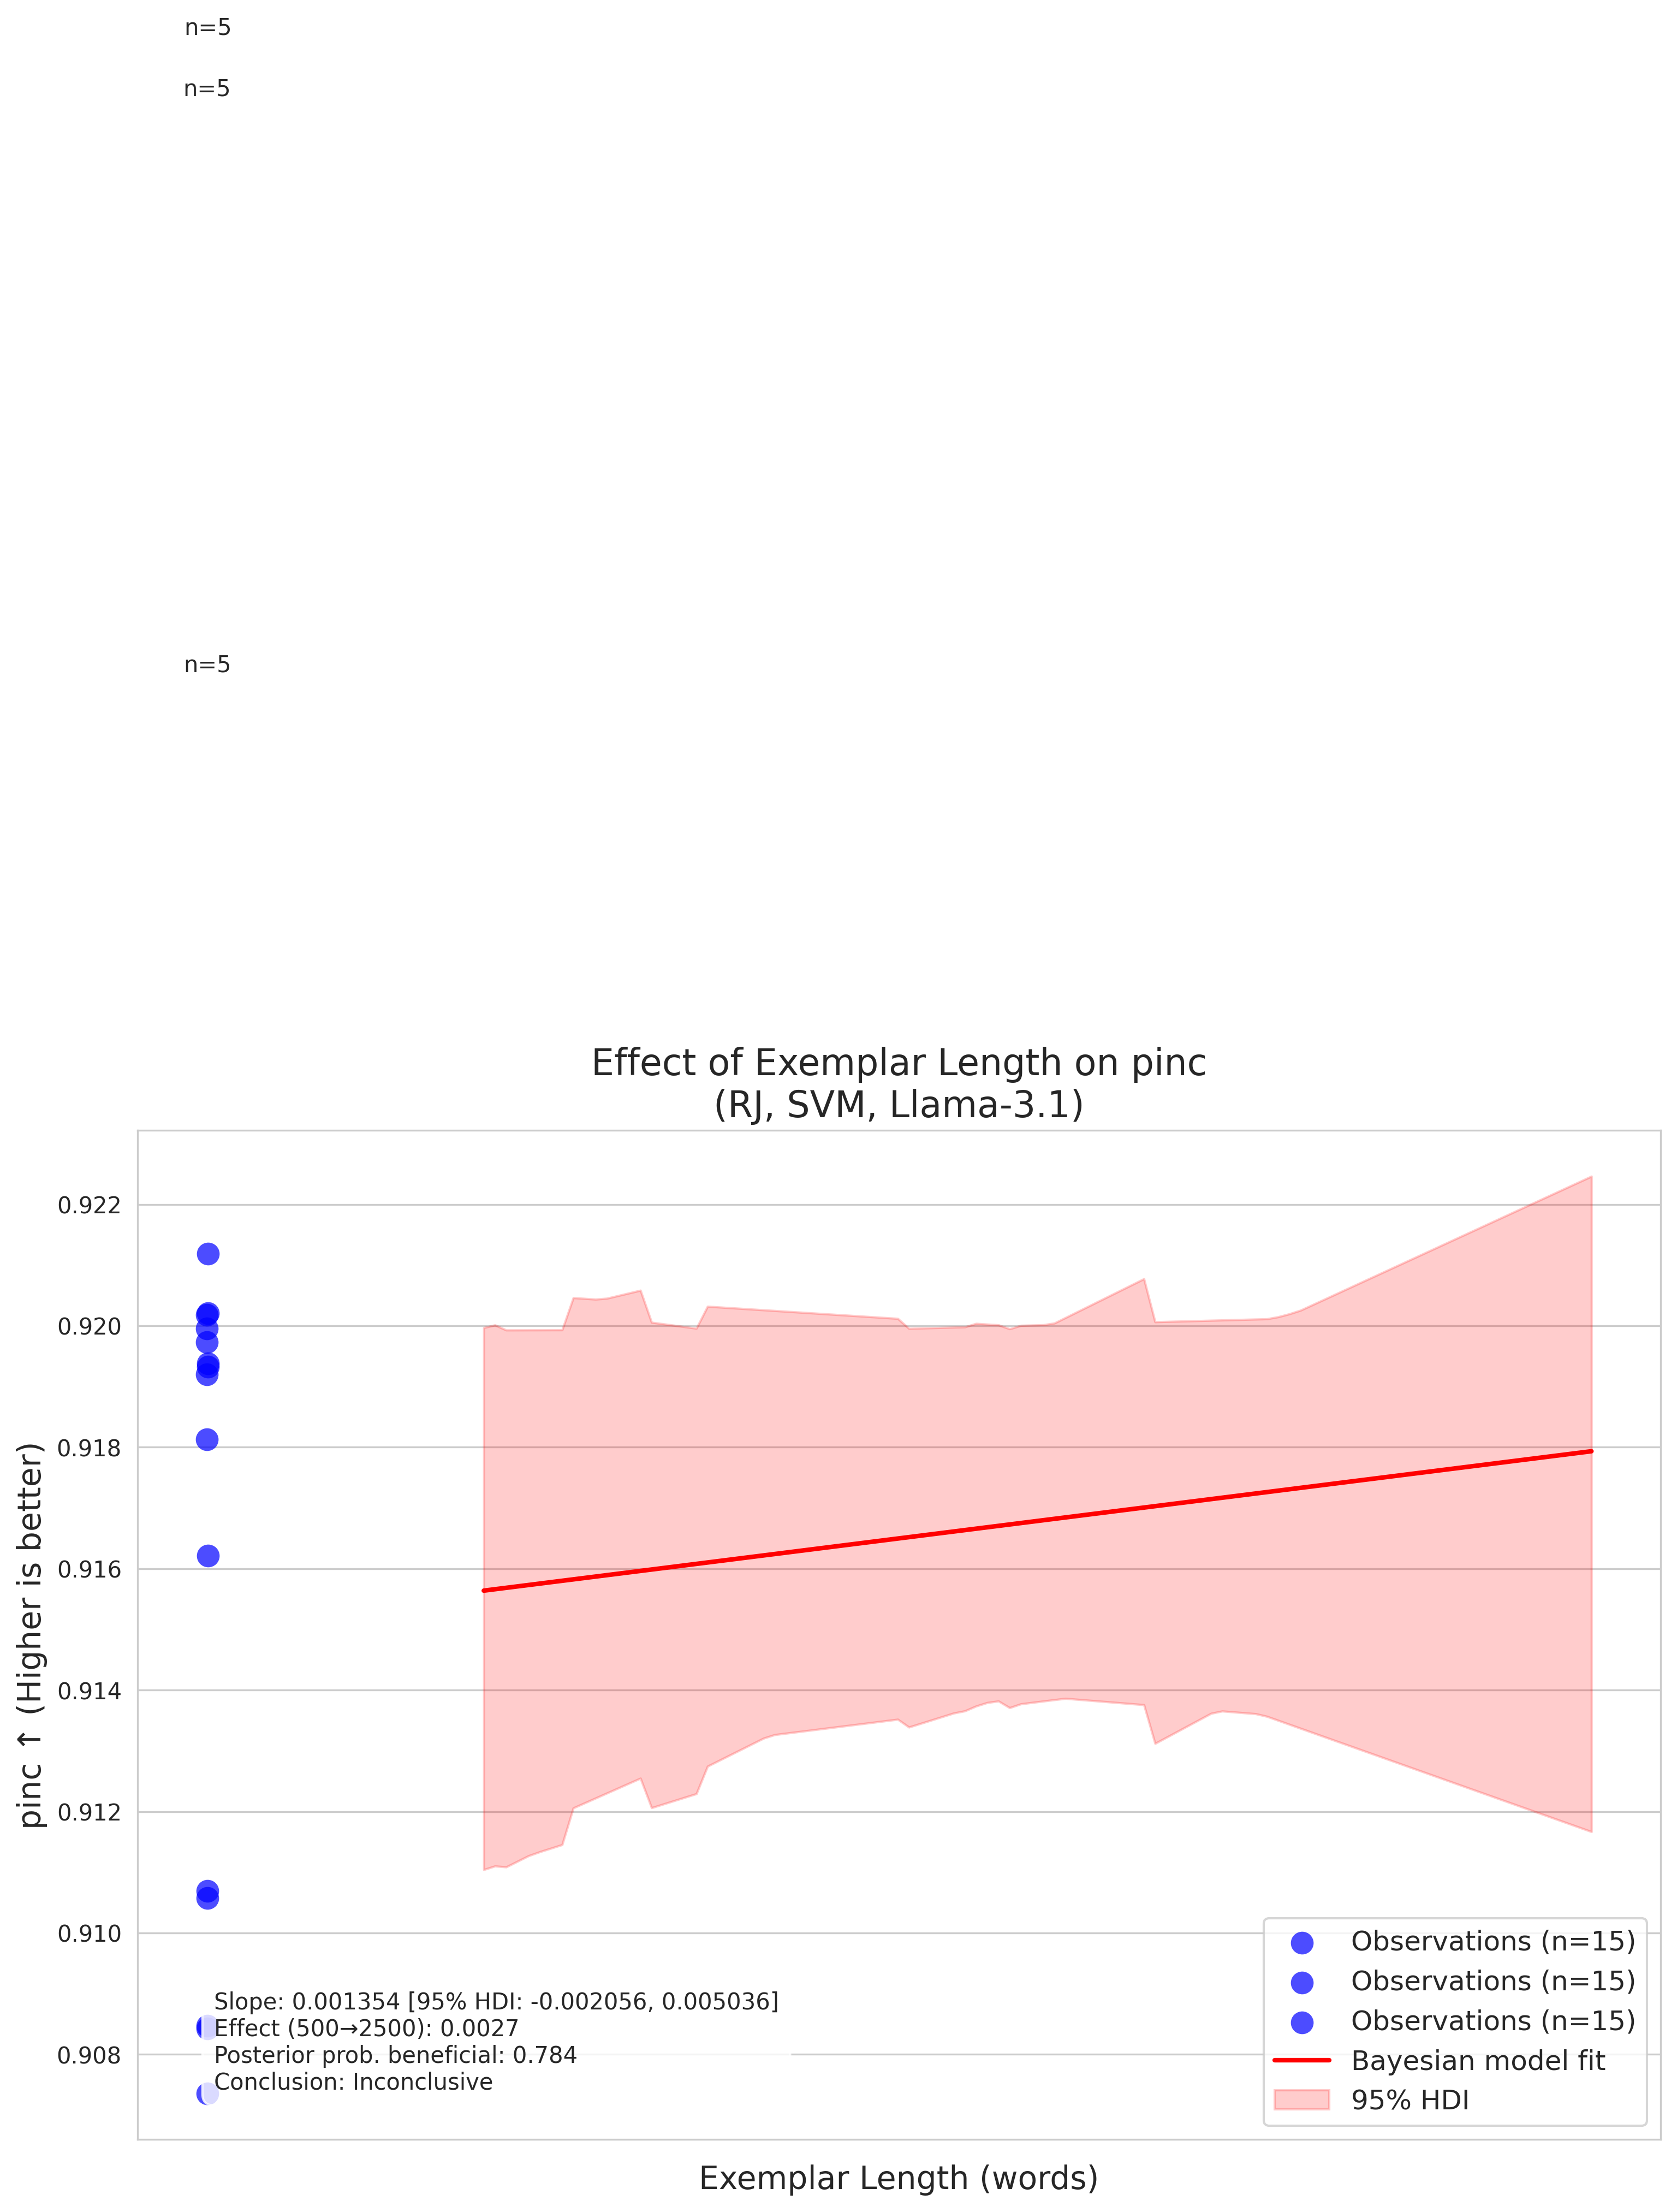 n=5
n=5
n=5
Effect of Exemplar Length on pinc
(RJ, SVM, Llama-3.1)
pinc ↑ (Higher is better)
0.922
0.920
0.918
0.916
0.914
0.912
0.910
0.908
Slope: 0.001354 [95% HDI: -0.002056, 0.005036]
Effect (500→2500): 0.0027
Posterior prob. beneficial: 0.784
Conclusion: Inconclusive
Observations (n=15)
Observations (n=15)
Observations (n=15)
Bayesian model fit
95% HDI
Exemplar Length (words)